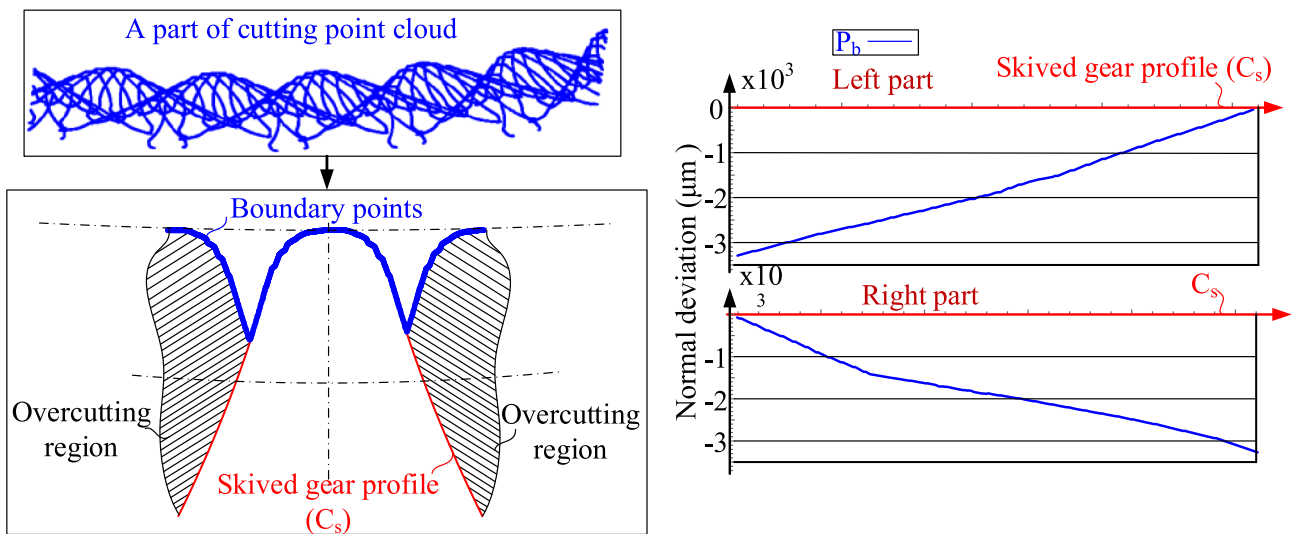 A part of cutting point cloud
Boundary points
Overcutting
region
Overcutting
region
Skived gear profile
(Cₛ)
P_b
x10³
Left part
Skived gear profile (Cₛ)
0
-1
-2
-3
Normal deviation (μm )
x10
3
Right part
Cₛ
-1
-2
-3